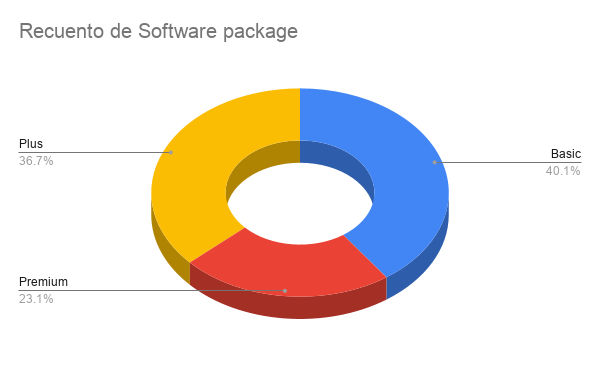 Recuento de Software package
Plus
36.7%
Basic
40.1%
Premium
23.1%